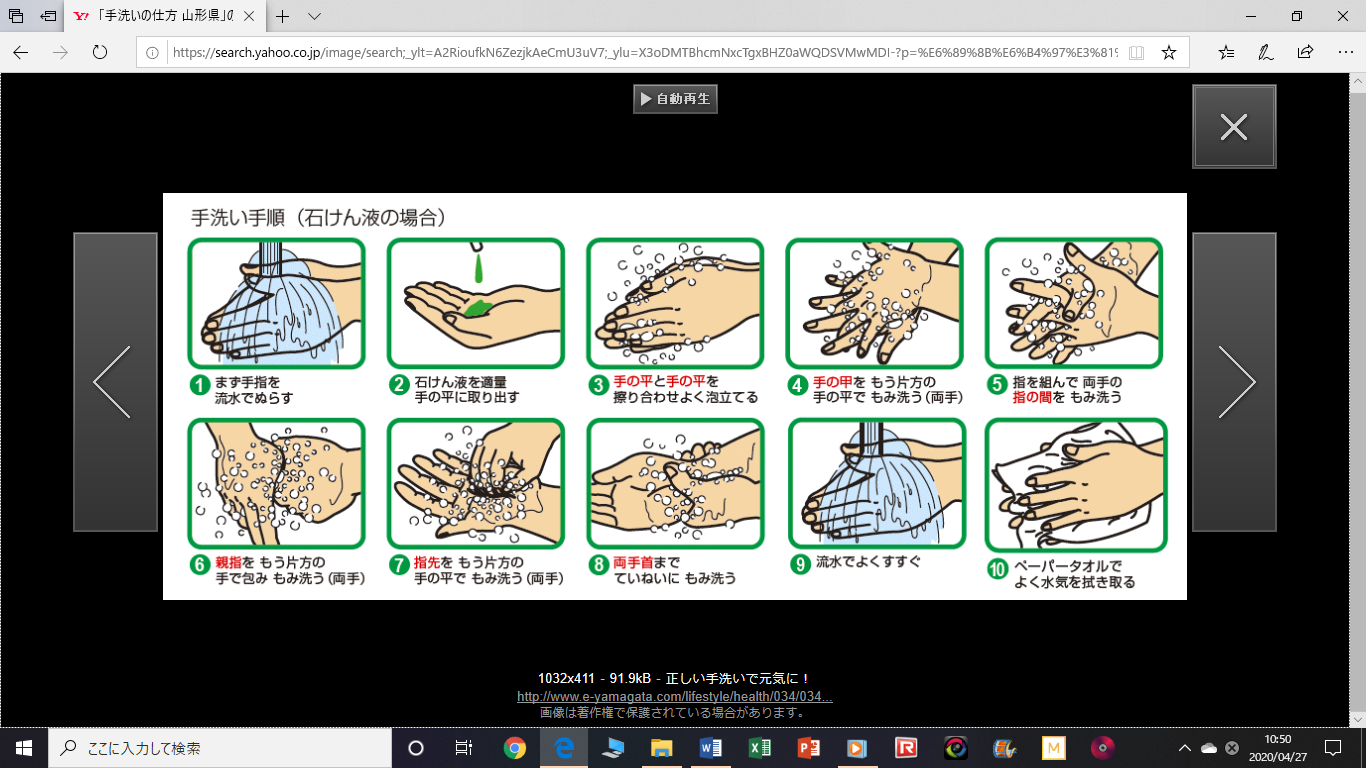 「手洗いの仕方 山形県」の
https://search.yahoo.co.jp/image/search;_ylt=A2RioufkN6ZezjkAeCmU3uV7;_ylu=X3oDMTBhcmNxcTgxBHZ0aWQDSVMwMDI-?p=%E6%89%8B%E6%B4%97%E3%81%
自動再生
手洗い手順（石けん液の場合）
1 まず手指を
流水でぬらす
2 石けん液を適量
手の平に取り出す
3 手の平と手の平を
擦り合わせよく泡立てる
4 手の甲を もう片方の
手の平で もみ洗う（両手）
5 指を組んで 両手の
指の間を もみ洗う
6 親指を もう片方の
手で包み もみ洗う（両手）
7 指先を もう片方の
手の平で もみ洗う（両手）
8 両手首まで
ていねいに もみ洗う
9 流水でよくすすぐ
10 ペーパータオルで
よく水気を拭き取る
1032x411 - 91.9kB - 正しい手洗いで元気に！
http://www.e-yamagata.com/lifestyle/health/034/034...
画像は著作権で保護されている場合があります。
ここに入力して検索
10:50
2020/04/27